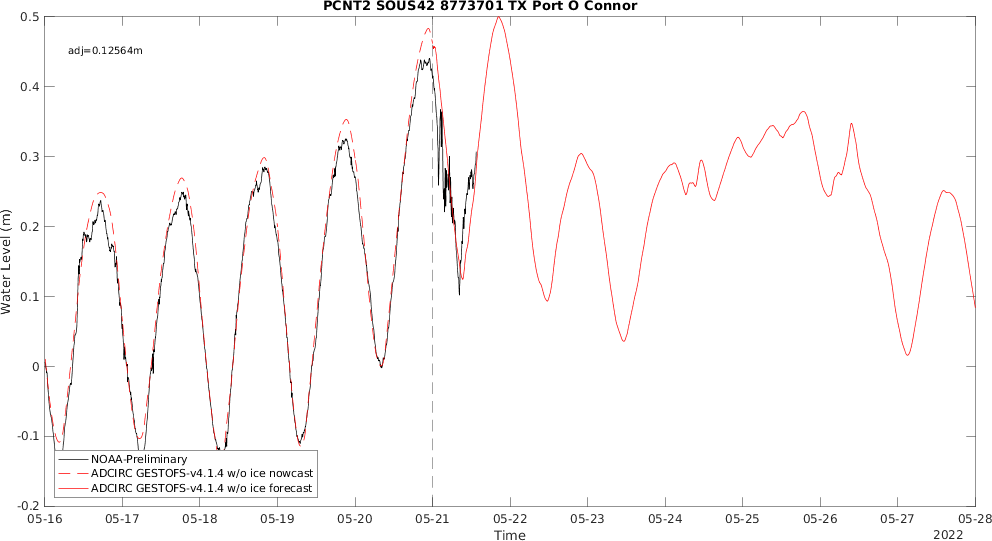 PCNT2 SOUS42 8773701 TX Port O Connor
adj=0.12564m
Water Level (m)
0.5
0.4
0.3
0.2
0.1
0
-0.1
-0.2
NOAA-Preliminary
ADCIRC GESTOFS-v4.1.4 w/o ice nowcast
ADCIRC GESTOFS-v4.1.4 w/o ice forecast
05-16 05-17 05-18 05-19 05-20 05-21 05-22 05-23 05-24 05-25 05-26 05-27 05-28
Time
2022